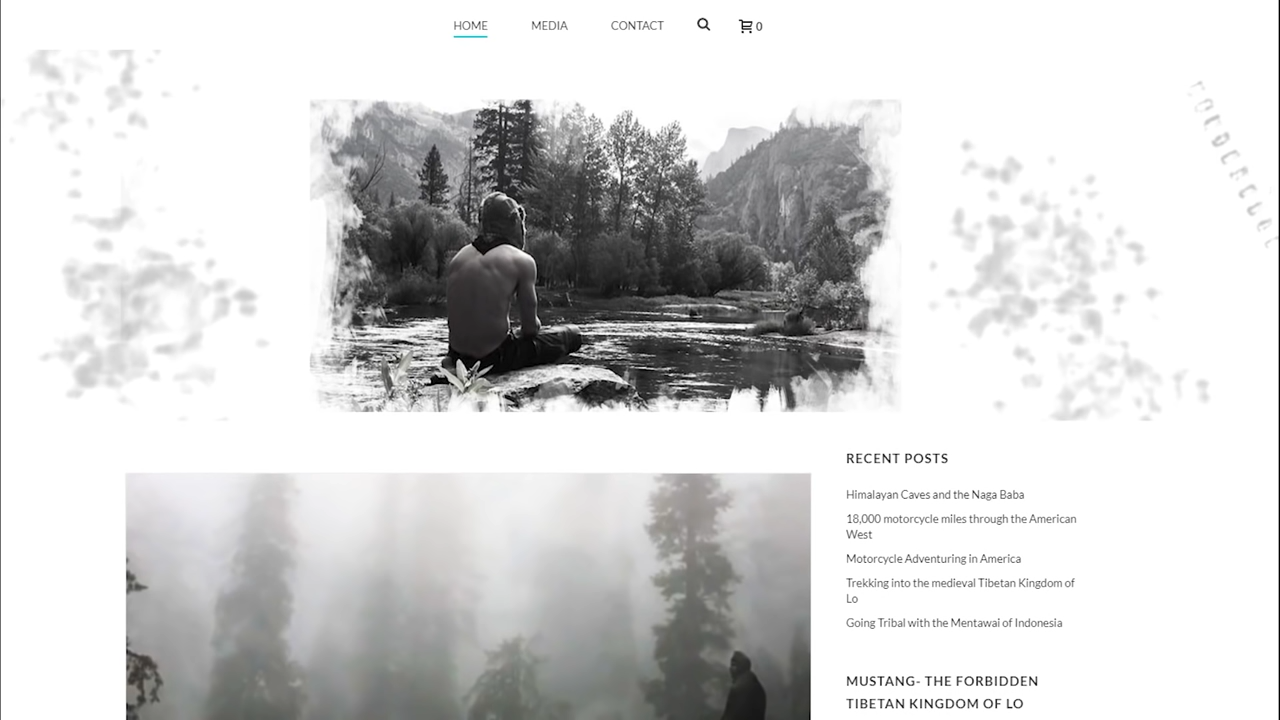 HOME MEDIA CONTACT 0
RECENT POSTS
Himalayan Caves and the Naga Baba
18,000 motorcycle miles through the American
West
Motorcycle Adventuring in America
Trekking into the medieval Tibetan Kingdom of
Lo
Going Tribal with the Mentawai of Indonesia
MUSTANG- THE FORBIDDEN
TIBETAN KINGDOM OF LO